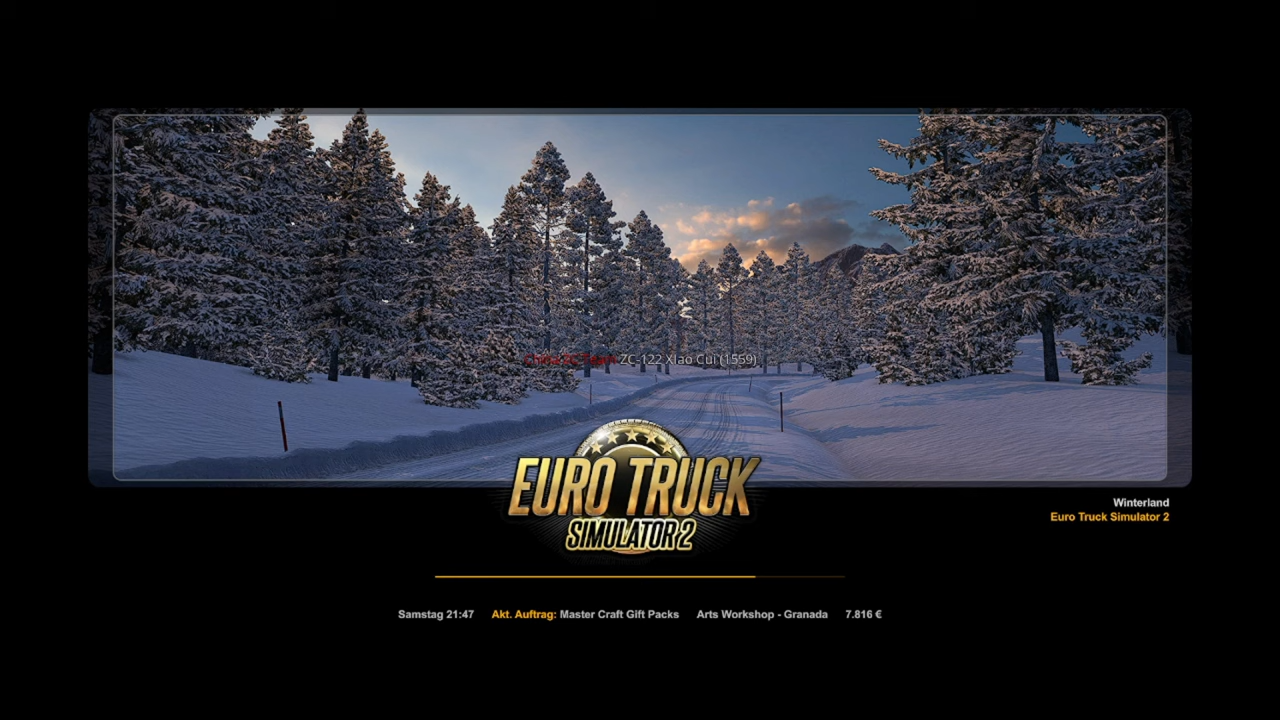 China ZC Team ZC-122 XIao Cui (1559)
EURO TRUCK
SIMULATOR 2
Winterland
Euro Truck Simulator 2
Samstag 21:47 Akt. Auftrag: Master Craft Gift Packs Arts Workshop - Granada 7.816 €